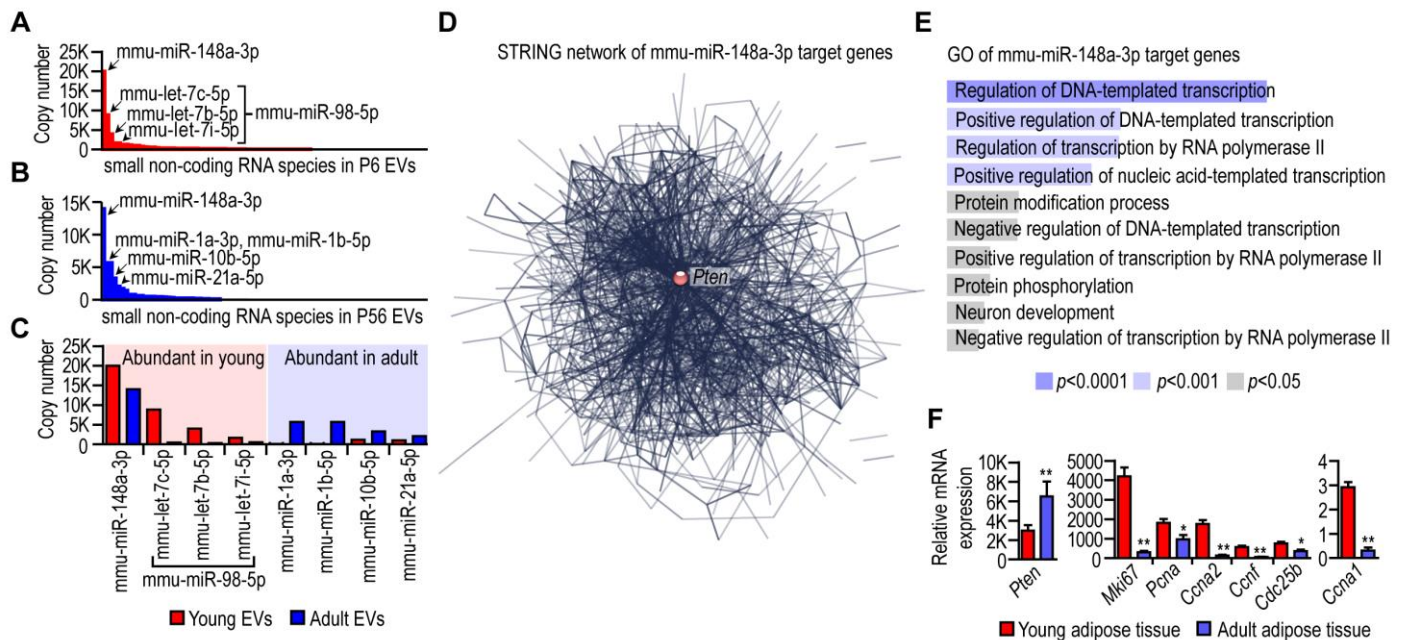 A
Copy number
25K
20K
15K
10K
5K
0
mmu-miR-148a-3p
mmu-let-7c-5p
mmu-let-7b-5p
mmu-let-7i-5p
mmu-miR-98-5p
small non-coding RNA species in P6 EVs
B
Copy number
15K
10K
5K
0
mmu-miR-148a-3p
mmu-miR-1a-3p, mmu-miR-1b-5p
mmu-miR-10b-5p
mmu-miR-21a-5p
small non-coding RNA species in P56 EVs
C
Copy number
25K
20K
15K
10K
5K
0
Abundant in young
Abundant in adult
mmu-miR-148a-3p
mmu-let-7c-5p
mmu-let-7b-5p
mmu-let-7i-5p
mmu-miR-1a-3p
mmu-miR-1b-5p
mmu-miR-10b-5p
mmu-miR-21a-5p
mmu-miR-98-5p
Young EVs
Adult EVs
D
STRING network of mmu-miR-148a-3p target genes
Pten
E
GO of mmu-miR-148a-3p target genes
Regulation of DNA-templated transcription
Positive regulation of DNA-templated transcription
Regulation of transcription by RNA polymerase II
Positive regulation of nucleic acid-templated transcription
Protein modification process
Negative regulation of DNA-templated transcription
Positive regulation of transcription by RNA polymerase II
Protein phosphorylation
Neuron development
Negative regulation of transcription by RNA polymerase II
p<0.0001
p<0.001
p<0.05
F
Relative mRNA
expression
10K
8K
6K
4K
2K
0K
**
Pten
5000
4000
3000
2000
1000
0
**
*
**
**
*
Mki67
Pcna
Ccna2
Ccnf
Cdc25b
4
3
2
1
0
**
Ccna1
Young adipose tissue
Adult adipose tissue